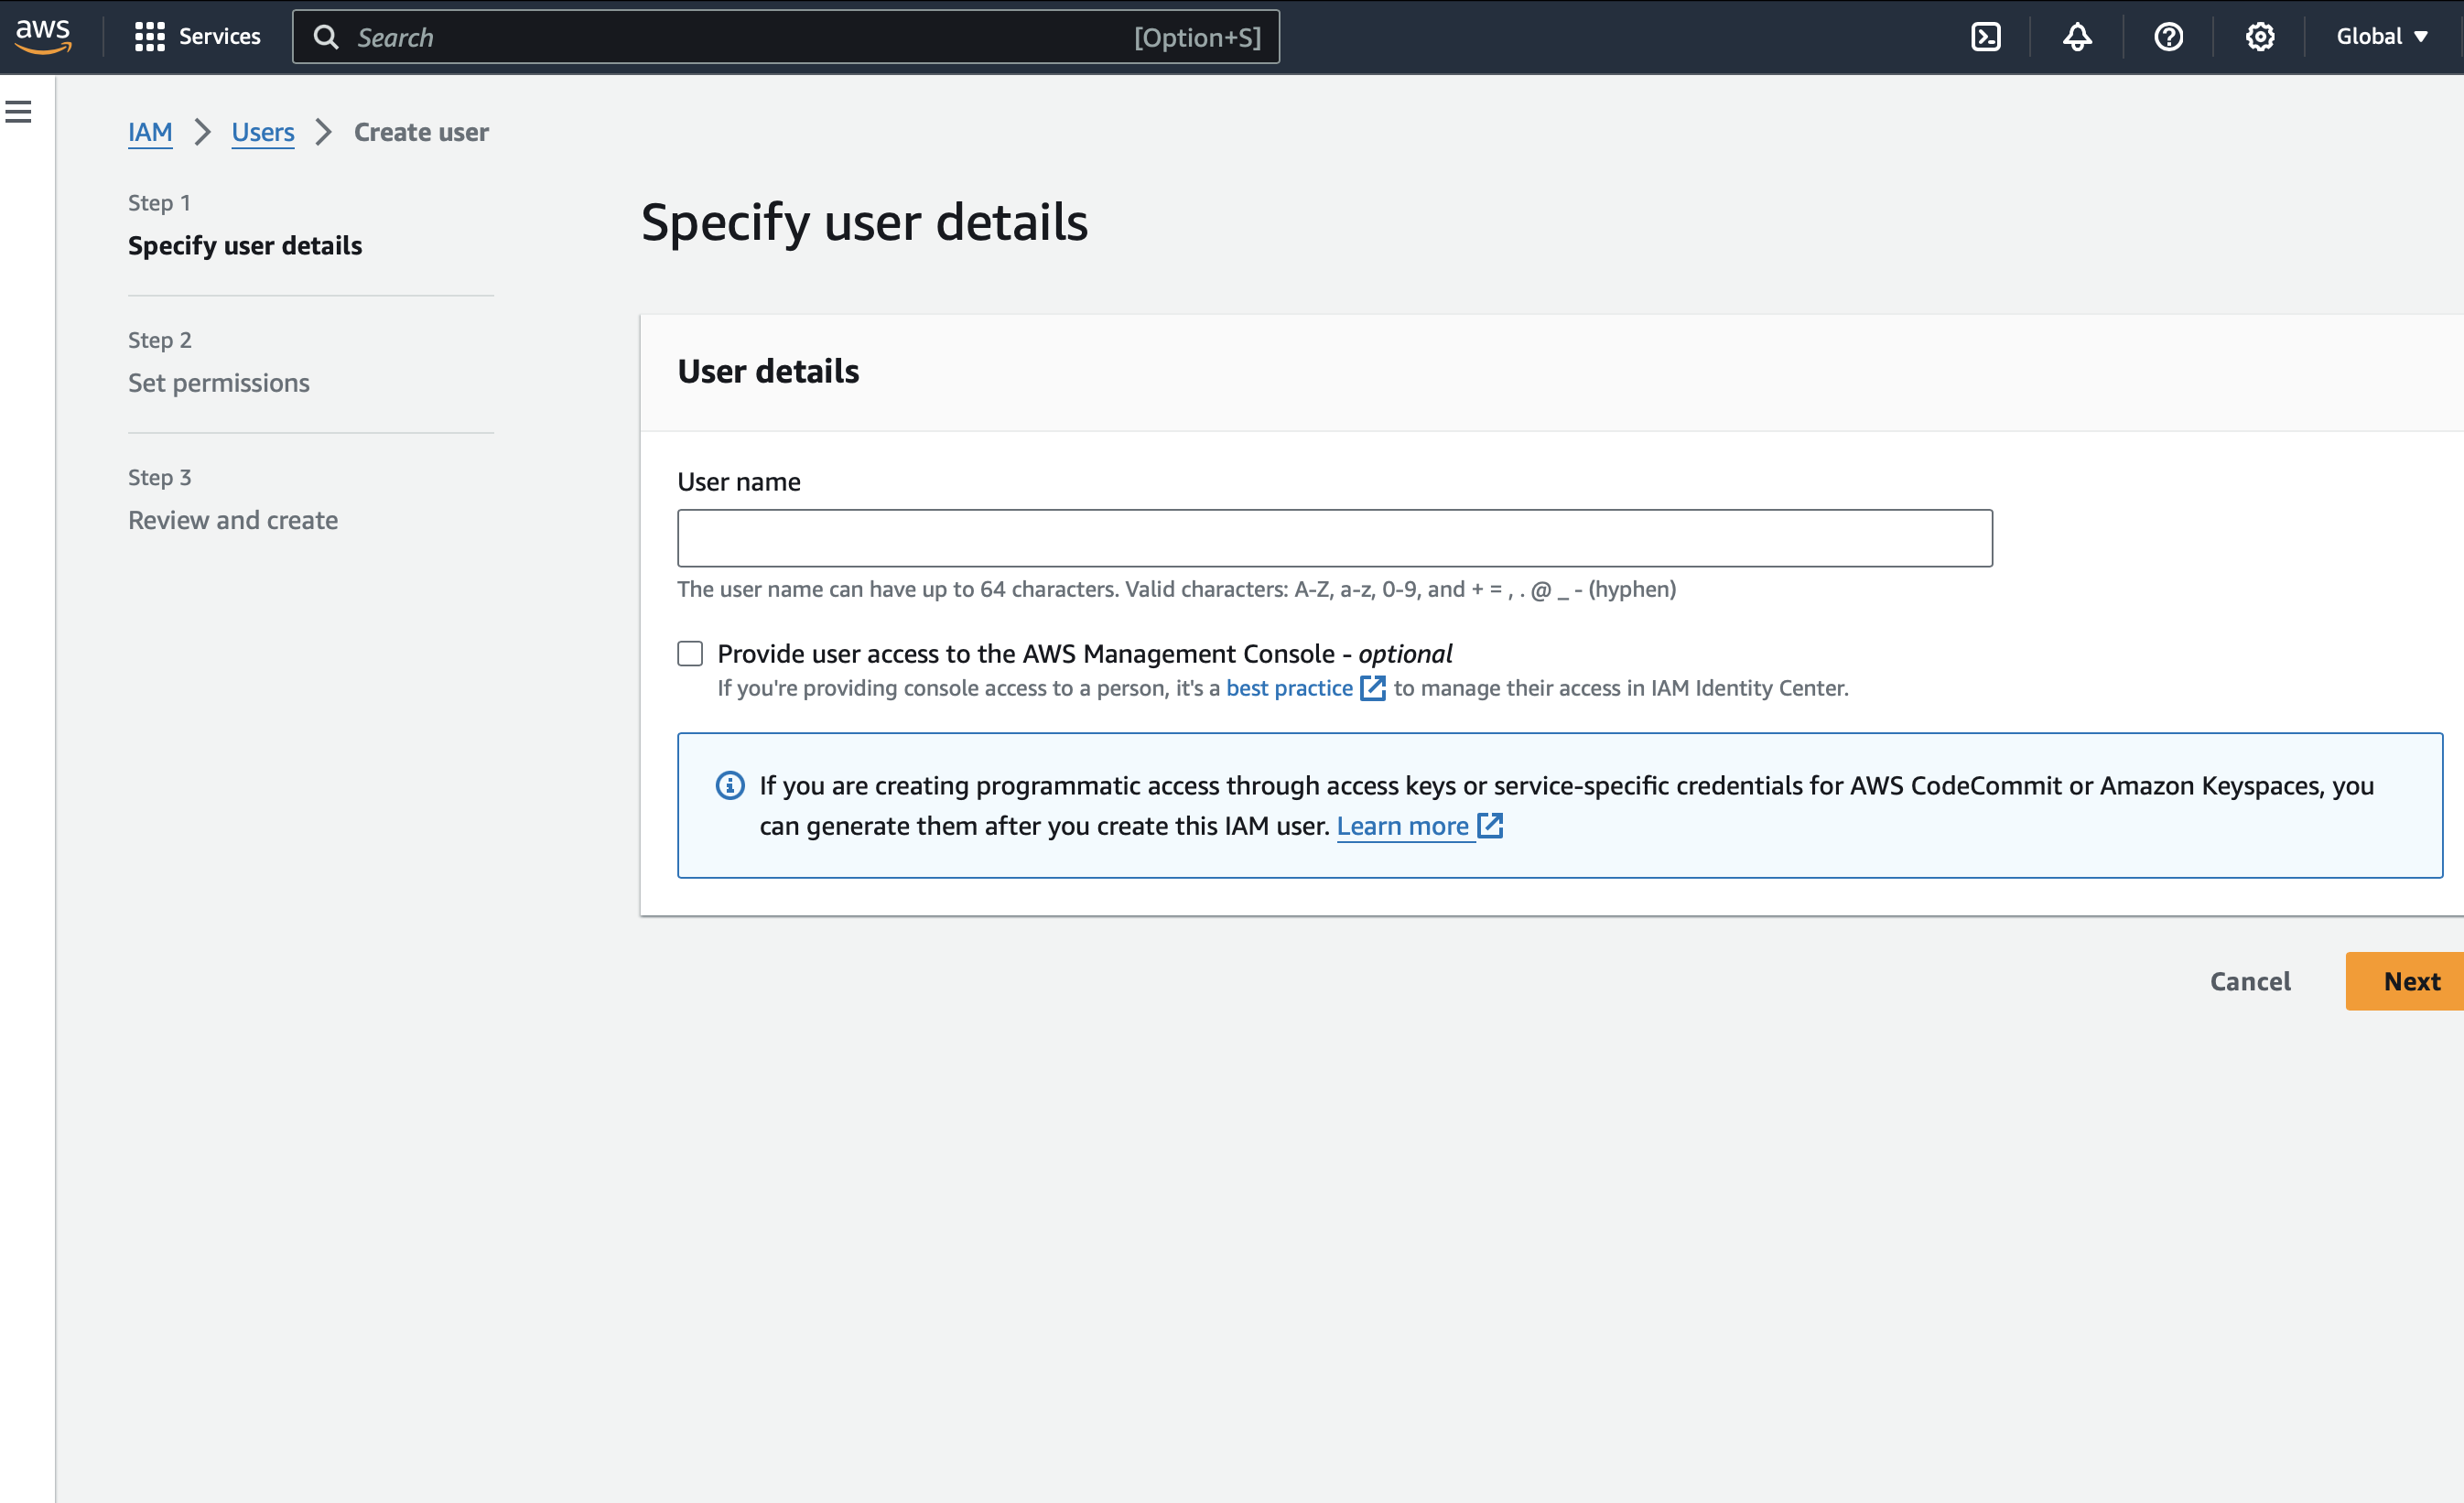 aws
Services
Search
[Option+S]
Global
IAM
Users
Create user
Step 1
Specify user details
Step 2
Set permissions
Step 3
Review and create
Specify user details
User details
User name
The user name can have up to 64 characters. Valid characters: A-Z, a-z, 0-9, and + = , . @ _ - (hyphen)
Provide user access to the AWS Management Console - optional
If you're providing console access to a person, it's a best practice to manage their access in IAM Identity Center.
If you are creating programmatic access through access keys or service-specific credentials for AWS CodeCommit or Amazon Keyspaces, you
can generate them after you create this IAM user. Learn more
Cancel
Next